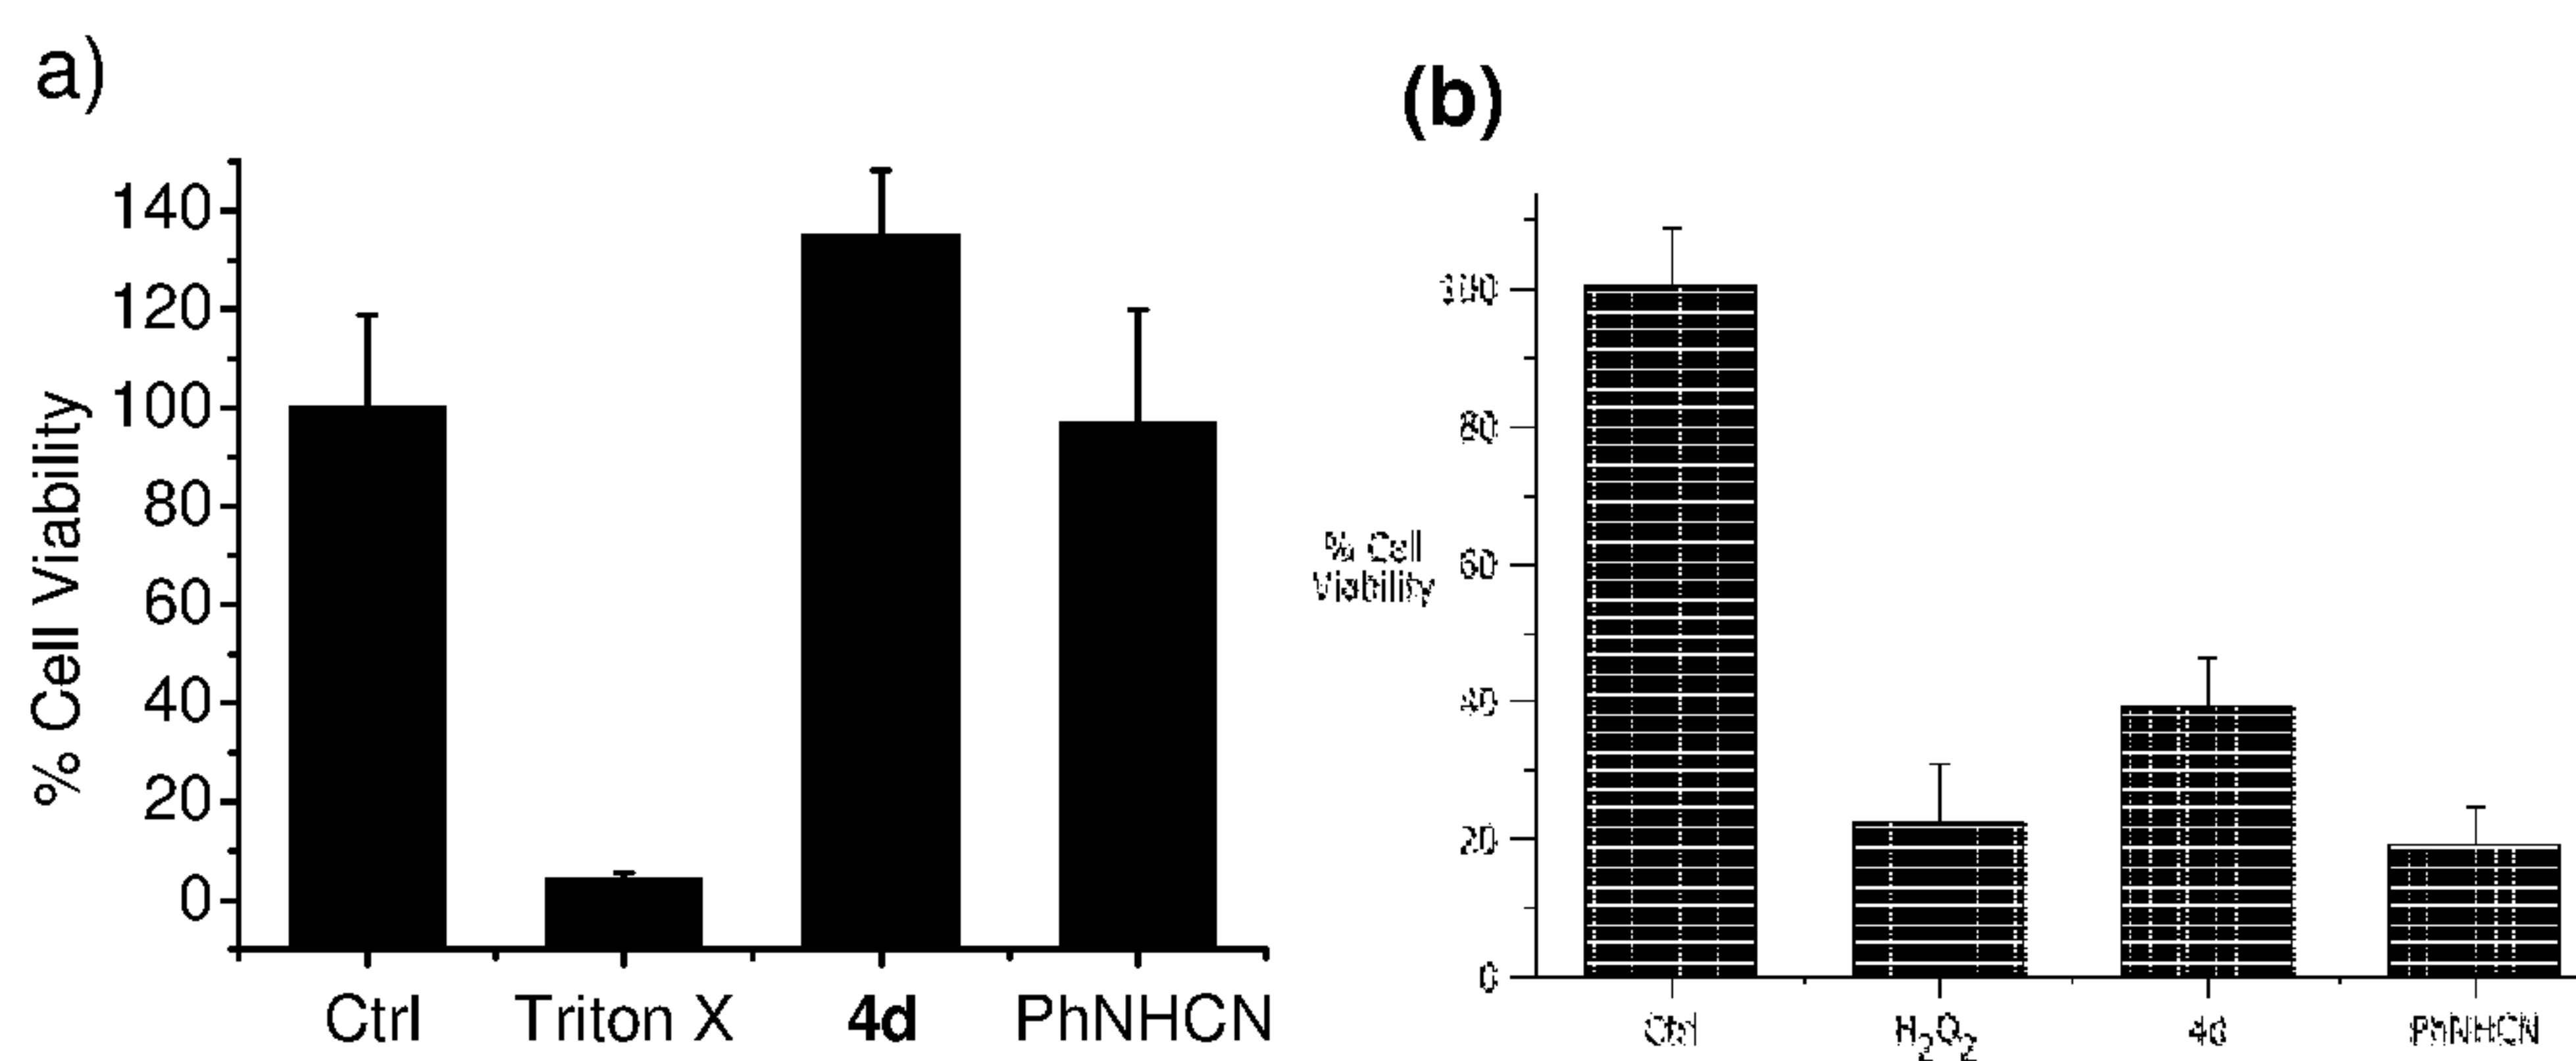 a)
% Cell Viability
140
120
100
80
60
40
20
0
Ctrl Triton X 4d PhNHCN
(b)
% Cell
Viability
100
80
60
40
20
0
Ctrl H₂O₂ 4d PhNHCN